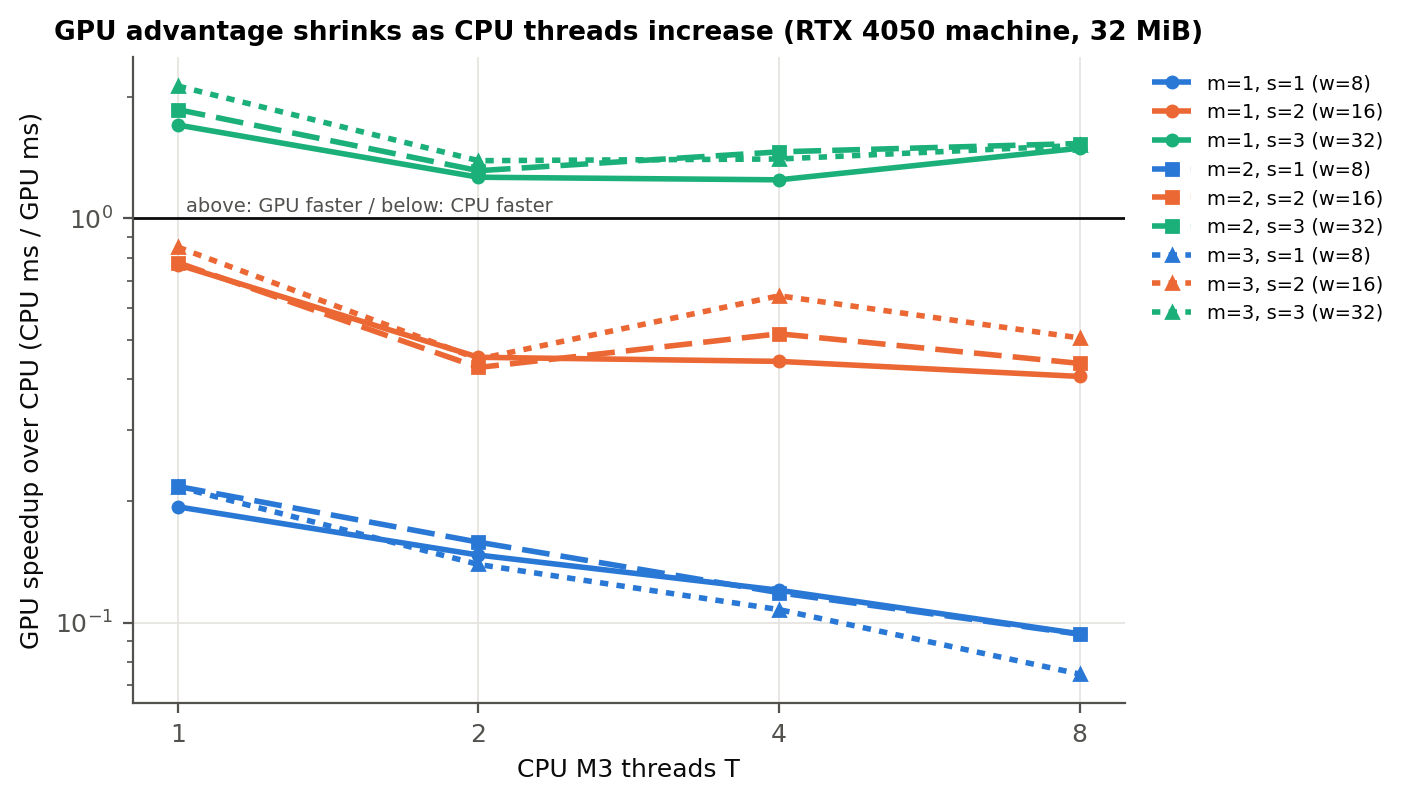 GPU advantage shrinks as CPU threads increase (RTX 4050 machine, 32 MiB)
GPU speedup over CPU (CPU ms / GPU ms)
10⁰
10⁻¹
above: GPU faster / below: CPU faster
1 2 4 8
CPU M3 threads T
m=1, s=1 (w=8)
m=1, s=2 (w=16)
m=1, s=3 (w=32)
m=2, s=1 (w=8)
m=2, s=2 (w=16)
m=2, s=3 (w=32)
m=3, s=1 (w=8)
m=3, s=2 (w=16)
m=3, s=3 (w=32)